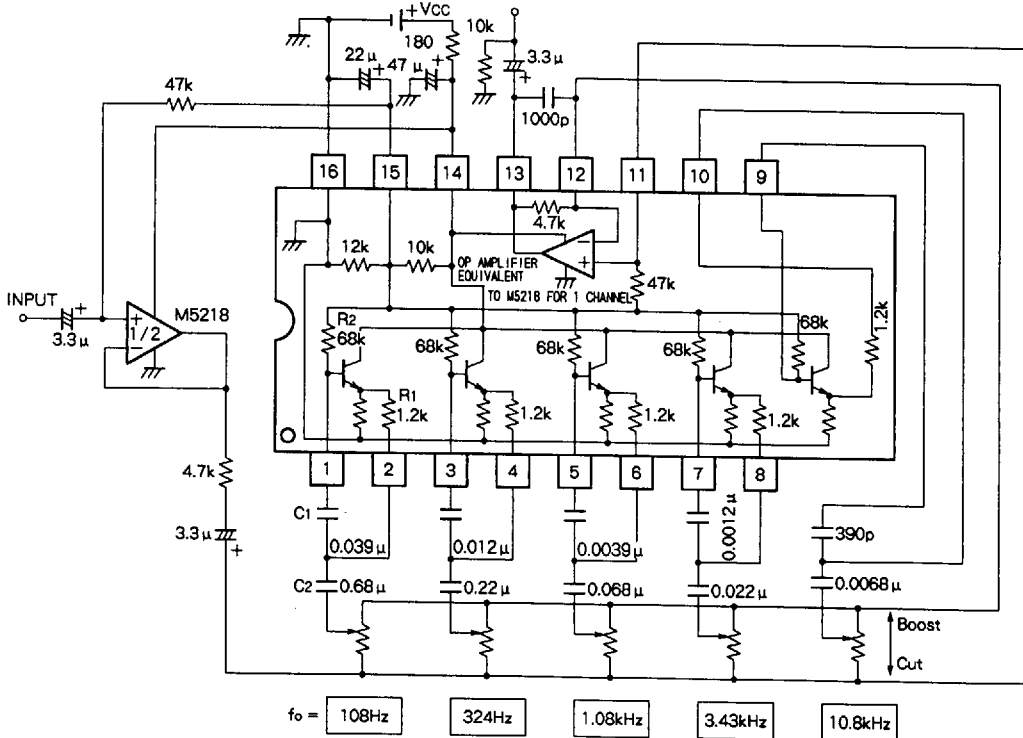 +VCC
10k
180
22μ
47μ
3.3μ
47k
1000p
16
15
14
13
12
11
10
9
4.7k
12k
10k
OP AMPLIFIER
EQUIVALENT
TO M5218 FOR 1 CHANNEL
47k
INPUT
3.3μ
M5218
1/2
R2
68k
68k
68k
68k
68k
1.2k
R1
1.2k
1.2k
1.2k
1.2k
4.7k
1
2
3
4
5
6
7
8
3.3μ
C1
0.039μ
0.012μ
0.0039μ
0.0012μ
390p
C2
0.68μ
0.22μ
0.068μ
0.022μ
0.0068μ
Boost
Cut
fo =
108Hz
324Hz
1.08kHz
3.43kHz
10.8kHz